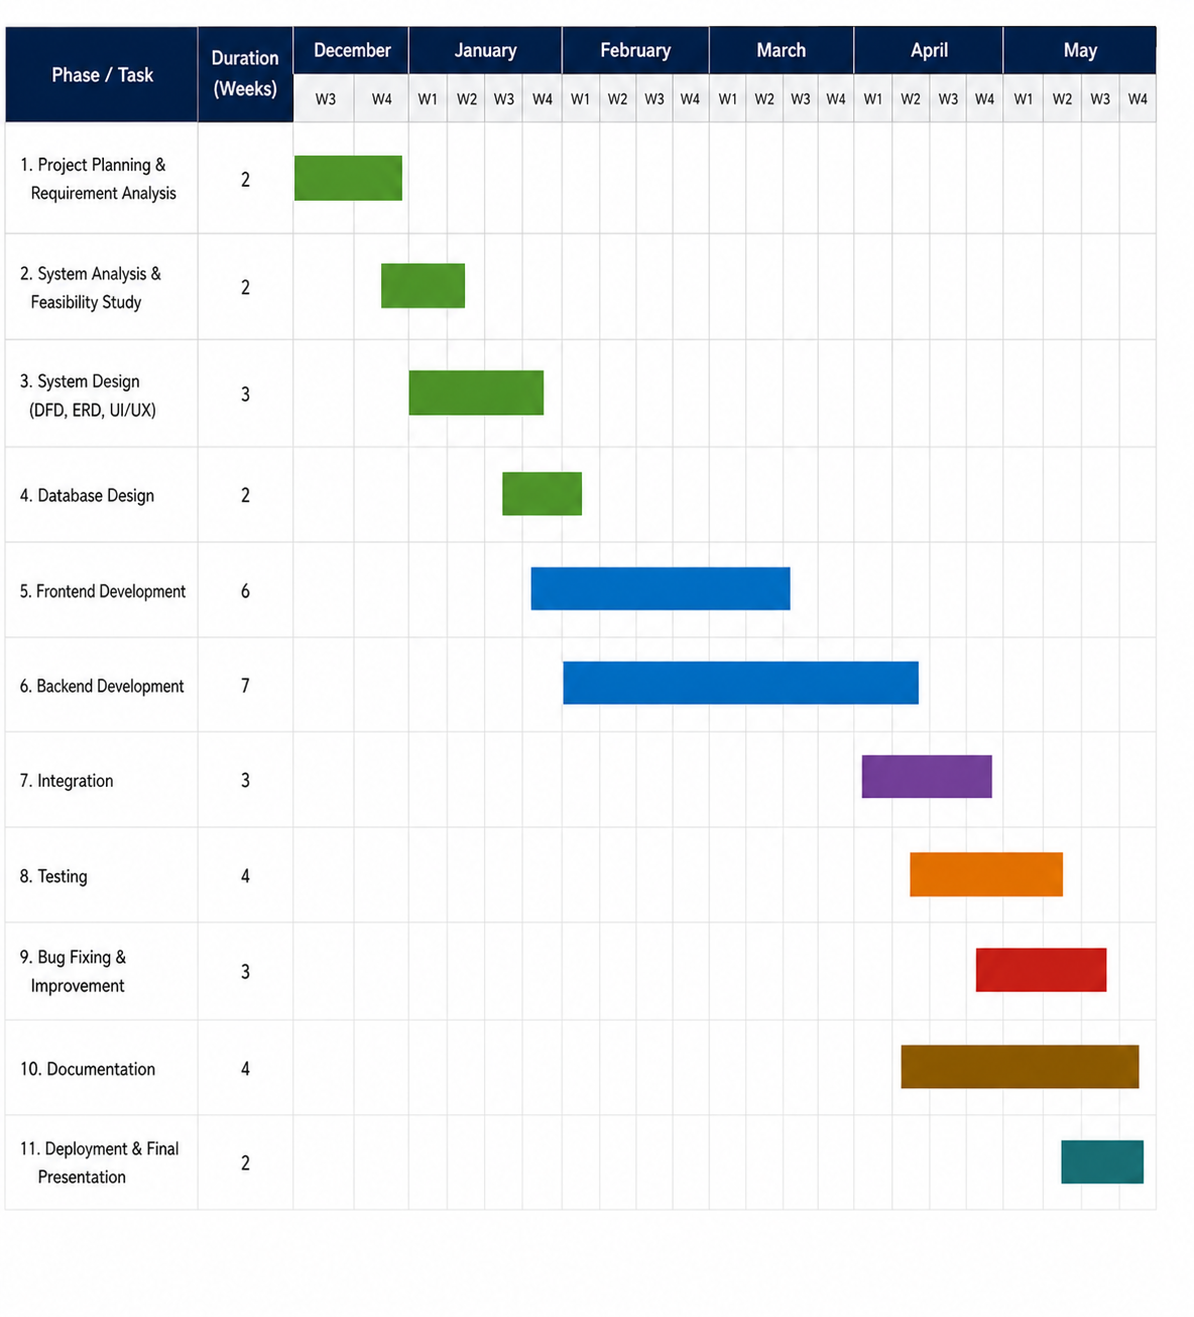 Phase / Task
Duration
(Weeks)
December January February March April May
W3 W4 W1 W2 W3 W4 W1 W2 W3 W4 W1 W2 W3 W4 W1 W2 W3 W4 W1 W2 W3 W4
1. Project Planning &
Requirement Analysis
2
2. System Analysis &
Feasibility Study
2
3. System Design
(DFD, ERD, UI/UX)
3
4. Database Design
2
5. Frontend Development
6
6. Backend Development
7
7. Integration
3
8. Testing
4
9. Bug Fixing &
Improvement
3
10. Documentation
4
11. Deployment & Final
Presentation
2